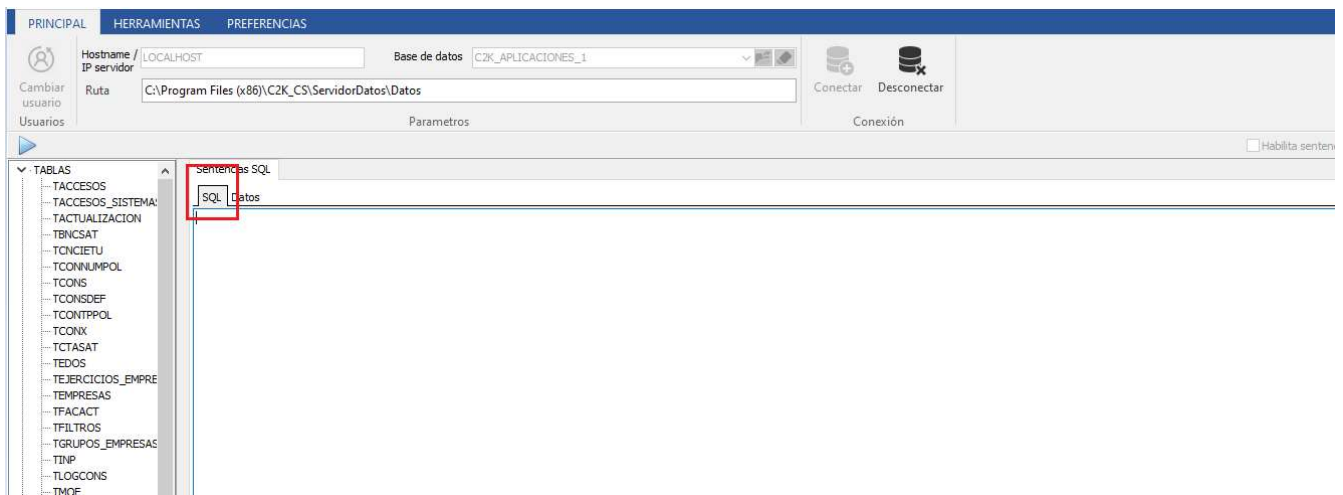 PRINCIPAL HERRAMIENTAS PREFERENCIAS
Hostname / IP servidor LOCALHOST Base de datos C2K_APLICACIONES_1
Cambiar usuario Ruta C:\Program Files (x86)\C2K_CS\ServidorDatos\Datos Conectar Desconectar
Usuarios Parametros Conexión
Habilita senten
TABLAS
TACCESOS
TACCESOS_SISTEMAS
TACTUALIZACION
TBNCSAT
TCNCIETU
TCONNUMPOL
TCONS
TCONSDEF
TCONTPPOL
TCONX
TCTASAT
TEDOS
TEJERCICIOS_EMPRE
TEMPRESAS
TFACACT
TFILTROS
TGRUPOS_EMPRESAS
TINP
TLOGCONS
TMOE
Sentencias SQL
SQL Datos